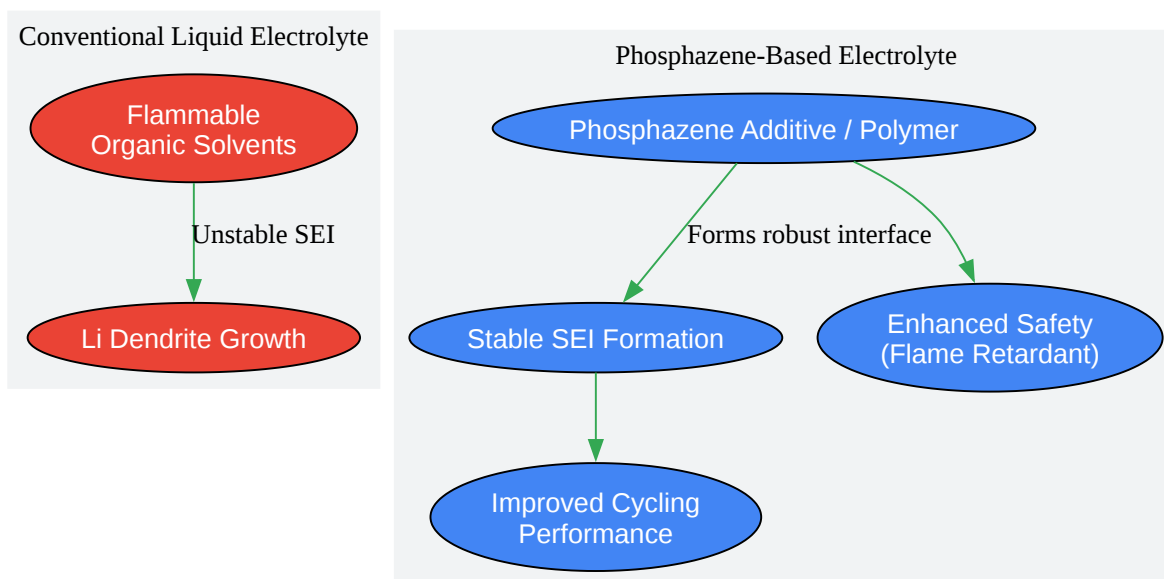 Conventional Liquid Electrolyte
Flammable
Organic Solvents
Unstable SEI
Li Dendrite Growth
Phosphazene-Based Electrolyte
Phosphazene Additive / Polymer
Forms robust interface
Stable SEI Formation
Enhanced Safety
(Flame Retardant)
Improved Cycling
Performance